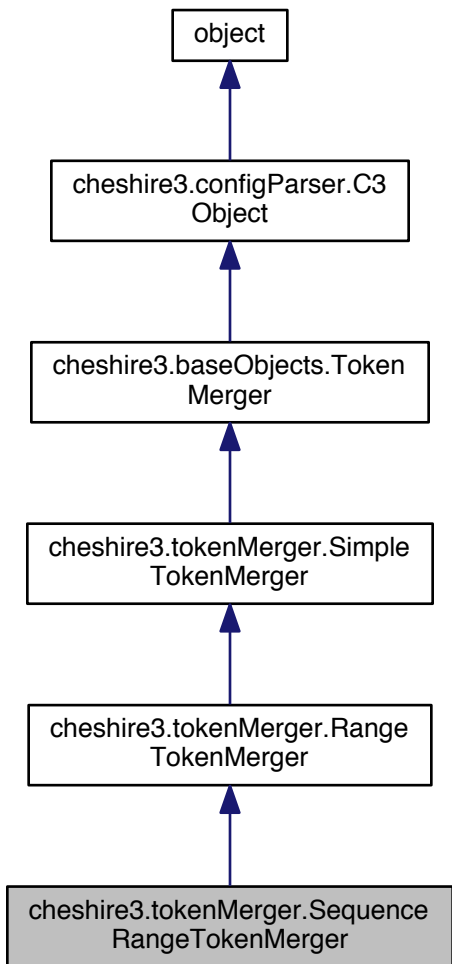 object
cheshire3.configParser.C3
Object
cheshire3.baseObjects.Token
Merger
cheshire3.tokenMerger.Simple
TokenMerger
cheshire3.tokenMerger.Range
TokenMerger
cheshire3.tokenMerger.Sequence
RangeTokenMerger